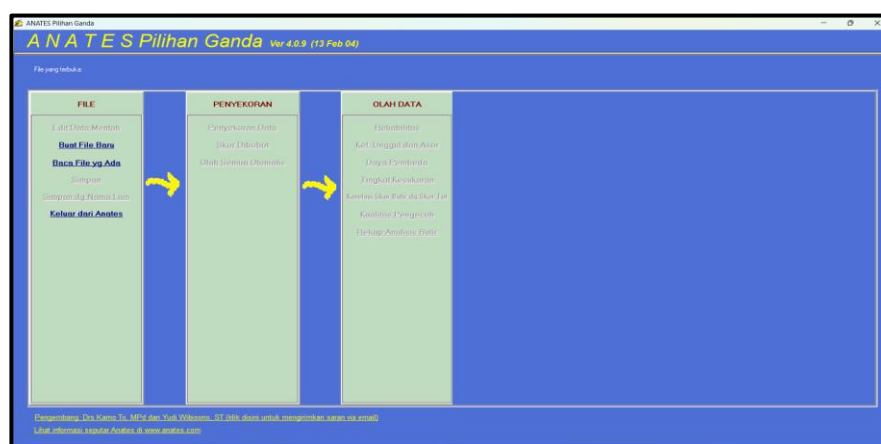 ANATES Pilihan Ganda
A N A T E S Pilihan Ganda Ver 4.0.9 (13 Feb 04)
File yang terbuka:
FILE
Edit Data Mentah
Buat File Baru
Baca File yg Ada
Simpan
Simpan dg Nama Lain
Keluar dari Anates
PENYEKORAN
Penyekoran Data
Skor Dibobot
Olah Semua Otomatis
OLAH DATA
Reliabilitas
Kel. Unggul dan Asor
Daya Pembeda
Tingkat Kesukaran
Korelasi Skor Butir dg Skor Tot
Kualitas Pengecoh
Rekap Analisis Butir
Pengembang: Drs Karno To, MPd dan Yudi Wibisono, ST (klik disini untuk mengirimkan saran via email)
Lihat informasi seputar Anates di www.anates.com